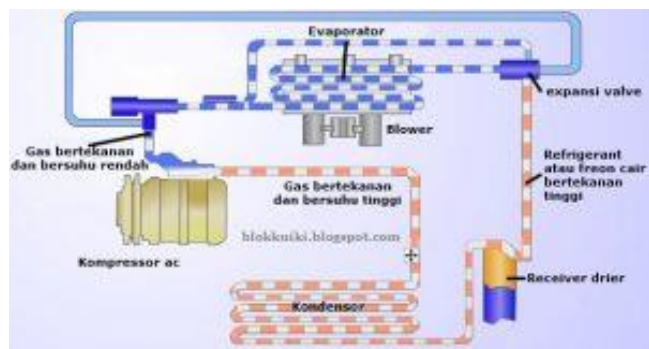 Evaporator
expansi valve
Blower
Gas bertekanan
dan bersuhu rendah
Gas bertekanan
dan bersuhu tinggi
Refrigerant
atau freon cair
bertekanan
tinggi
blokkuiki.blogspot.com
Kompressor ac
Receiver drier
Kondensor